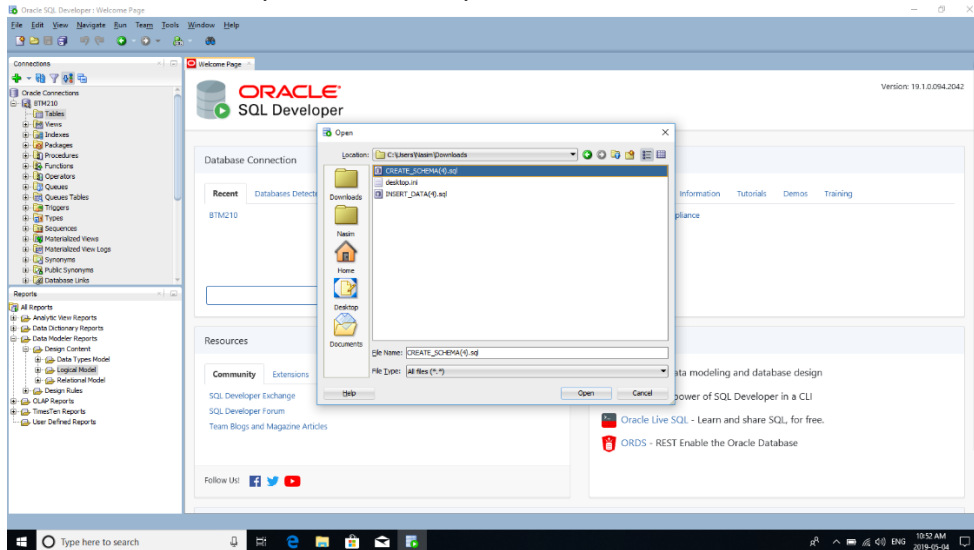 Oracle SQL Developer : Welcome Page
File Edit View Navigate Run Team Tools Window Help
Connections
Oracle Connections
BTM210
Tables
Views
Indexes
Packages
Procedures
Functions
Operators
Queues
Queues Tables
Triggers
Types
Sequences
Materialized Views
Materialized View Logs
Synonyms
Public Synonyms
Database Links
Reports
All Reports
Analytic View Reports
Data Dictionary Reports
Data Modeler Reports
Design Content
Data Types Model
Logical Model
Relational Model
Design Rules
OLAP Reports
TimesTen Reports
User Defined Reports
Welcome Page
ORACLE
SQL Developer
Version: 19.1.0.094.2042
Database Connection
Recent Databases Detecte
BTM210
Information Tutorials Demos Training
pliance
Open
Location: C:\Users\Nasim\Downloads
Downloads
Nasim
Home
Desktop
Documents
CREATE_SCHEMA(4).sql
desktop.ini
INSERT_DATA(4).sql
File Name: CREATE_SCHEMA(4).sql
File Type: All files (*.*)
Help Open Cancel
Resources
Community Extensions
SQL Developer Exchange
SQL Developer Forum
Team Blogs and Magazine Articles
Follow Us!
ata modeling and database design
power of SQL Developer in a CLI
Oracle Live SQL - Learn and share SQL, for free.
ORDS - REST Enable the Oracle Database
Type here to search
ENG
10:52 AM
2019-05-04